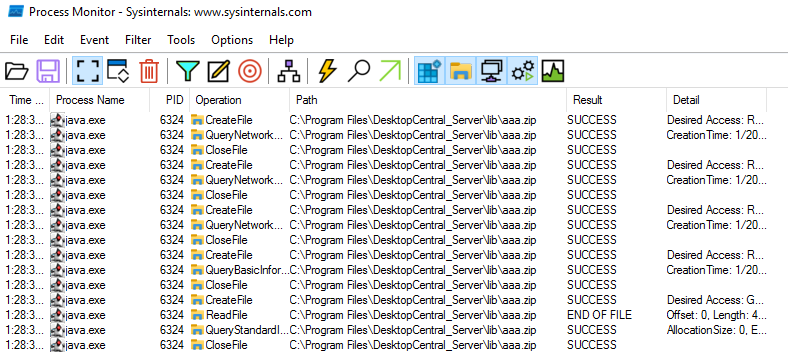 Process Monitor - Sysinternals: www.sysinternals.com
File Edit Event Filter Tools Options Help
Time ... Process Name PID Operation Path Result Detail
1:28:3... java.exe 6324 CreateFile C:\Program Files\DesktopCentral_Server\lib\aaa.zip SUCCESS Desired Access: R...
1:28:3... java.exe 6324 QueryNetwork... C:\Program Files\DesktopCentral_Server\lib\aaa.zip SUCCESS CreationTime: 1/20...
1:28:3... java.exe 6324 CloseFile C:\Program Files\DesktopCentral_Server\lib\aaa.zip SUCCESS
1:28:3... java.exe 6324 CreateFile C:\Program Files\DesktopCentral_Server\lib\aaa.zip SUCCESS Desired Access: R...
1:28:3... java.exe 6324 QueryNetwork... C:\Program Files\DesktopCentral_Server\lib\aaa.zip SUCCESS CreationTime: 1/20...
1:28:3... java.exe 6324 CloseFile C:\Program Files\DesktopCentral_Server\lib\aaa.zip SUCCESS
1:28:3... java.exe 6324 CreateFile C:\Program Files\DesktopCentral_Server\lib\aaa.zip SUCCESS Desired Access: R...
1:28:3... java.exe 6324 QueryNetwork... C:\Program Files\DesktopCentral_Server\lib\aaa.zip SUCCESS CreationTime: 1/20...
1:28:3... java.exe 6324 CloseFile C:\Program Files\DesktopCentral_Server\lib\aaa.zip SUCCESS
1:28:3... java.exe 6324 CreateFile C:\Program Files\DesktopCentral_Server\lib\aaa.zip SUCCESS Desired Access: R...
1:28:3... java.exe 6324 QueryBasicInfor... C:\Program Files\DesktopCentral_Server\lib\aaa.zip SUCCESS CreationTime: 1/20...
1:28:3... java.exe 6324 CloseFile C:\Program Files\DesktopCentral_Server\lib\aaa.zip SUCCESS
1:28:3... java.exe 6324 CreateFile C:\Program Files\DesktopCentral_Server\lib\aaa.zip SUCCESS Desired Access: G...
1:28:3... java.exe 6324 ReadFile C:\Program Files\DesktopCentral_Server\lib\aaa.zip END OF FILE Offset: 0, Length: 4...
1:28:3... java.exe 6324 QueryStandardI... C:\Program Files\DesktopCentral_Server\lib\aaa.zip SUCCESS AllocationSize: 0, E...
1:28:3... java.exe 6324 CloseFile C:\Program Files\DesktopCentral_Server\lib\aaa.zip SUCCESS